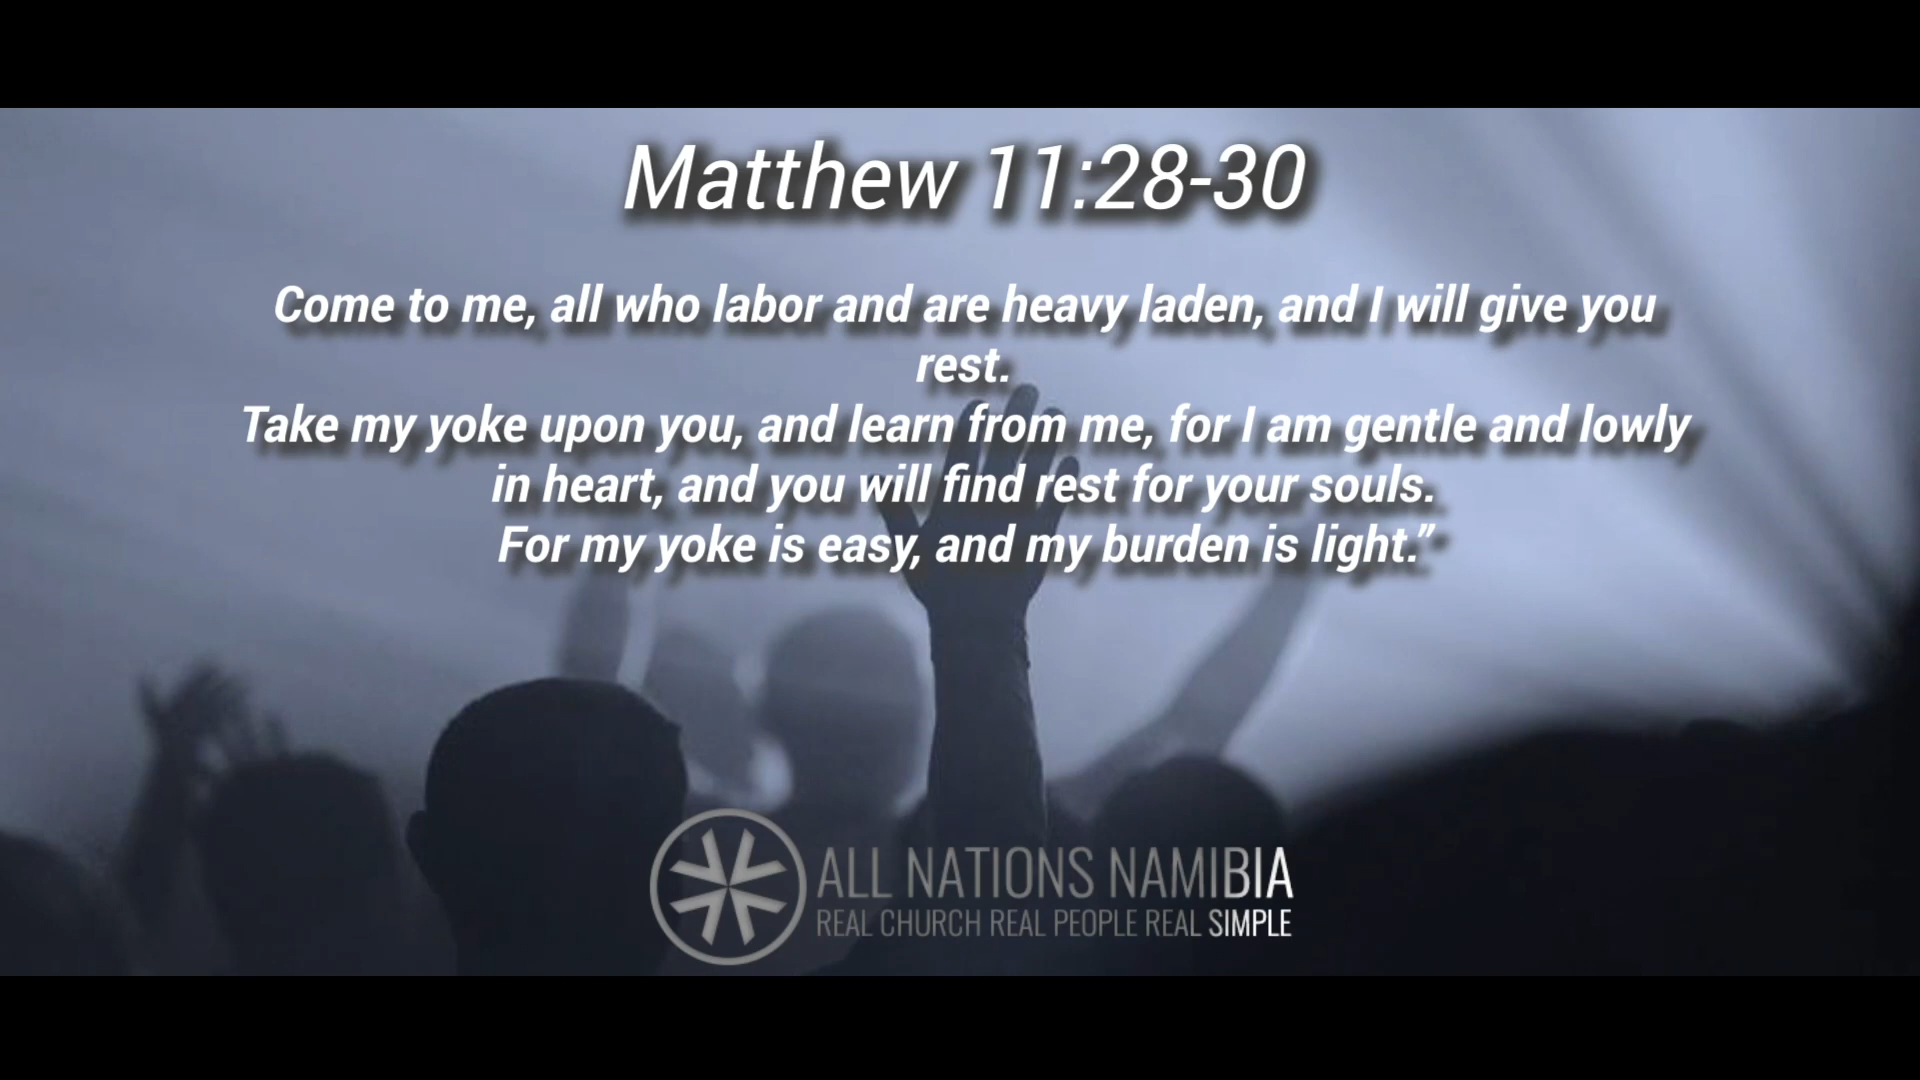 Matthew 11:28-30
Come to me, all who labor and are heavy laden, and I will give you
rest.
Take my yoke upon you, and learn from me, for I am gentle and lowly
in heart, and you will find rest for your souls.
For my yoke is easy, and my burden is light.”
ALL NATIONS NAMIBIA
REAL CHURCH REAL PEOPLE REAL SIMPLE